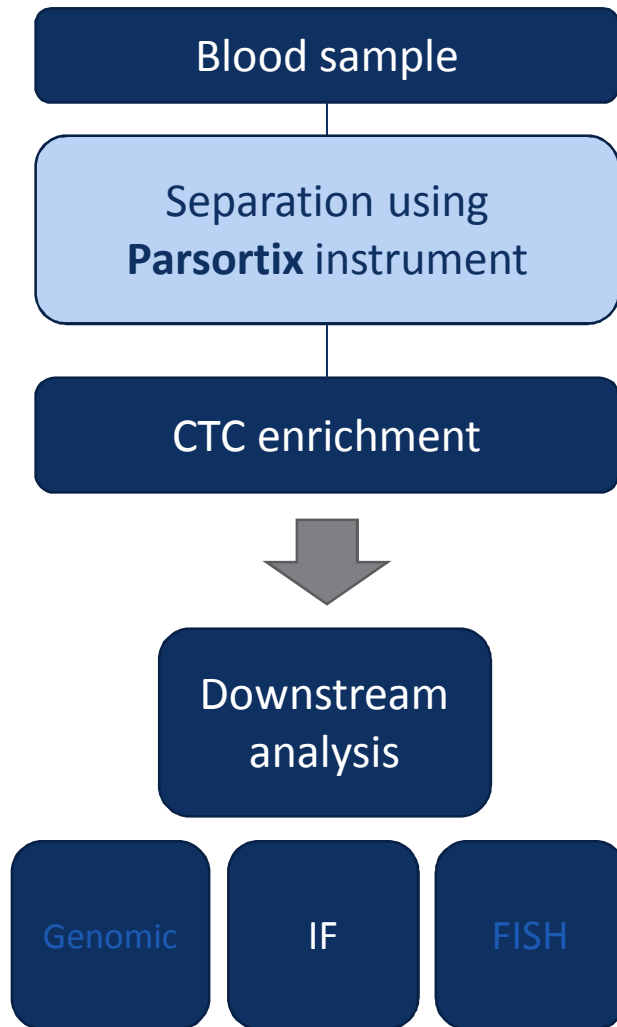 Blood sample
Separation using
Parsortix instrument
CTC enrichment
Downstream
analysis
Genomic
IF
FISH